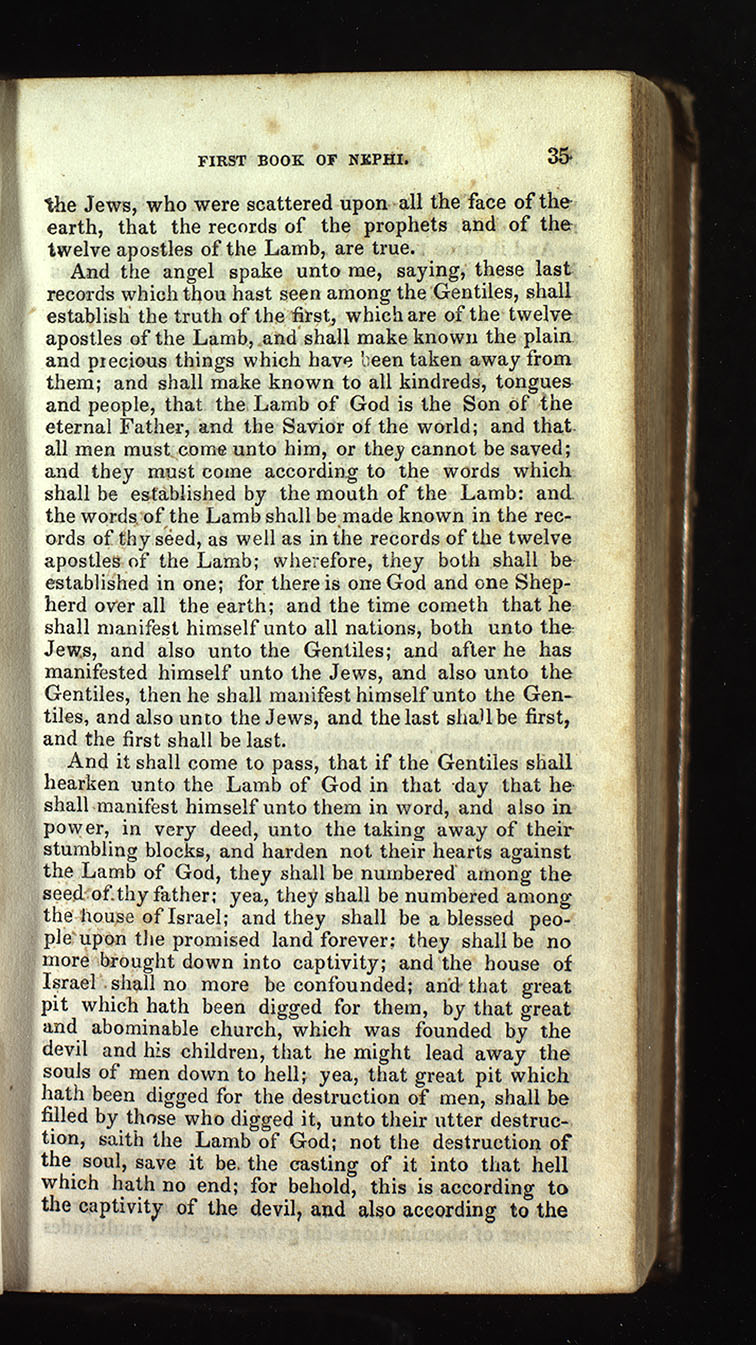 FIRST BOOK OF NEPHI. 35
the Jews, who were scattered upon all the face of the
earth, that the records of the prophets and of the
twelve apostles of the Lamb, are true.
And the angel spake unto me, saying, these last
records which thou hast seen among the Gentiles, shall
establish the truth of the first, which are of the twelve
apostles of the Lamb, and shall make known the plain
and precious things which have been taken away from
them; and shall make known to all kindreds, tongues
and people, that the Lamb of God is the Son of the
eternal Father, and the Savior of the world; and that
all men must come unto him, or they cannot be saved;
and they must come according to the words which
shall be established by the mouth of the Lamb: and
the words of the Lamb shall be made known in the rec-
ords of thy seed, as well as in the records of the twelve
apostles of the Lamb; wherefore, they both shall be
established in one; for there is one God and one Shep-
herd over all the earth; and the time cometh that he
shall manifest himself unto all nations, both unto the
Jews, and also unto the Gentiles; and after he has
manifested himself unto the Jews, and also unto the
Gentiles, then he shall manifest himself unto the Gen-
tiles, and also unto the Jews, and the last shall be first,
and the first shall be last.
And it shall come to pass, that if the Gentiles shall
hearken unto the Lamb of God in that day that he
shall manifest himself unto them in word, and also in
power, in very deed, unto the taking away of their
stumbling blocks, and harden not their hearts against
the Lamb of God, they shall be numbered among the
seed of thy father; yea, they shall be numbered among
the house of Israel; and they shall be a blessed peo-
ple upon the promised land forever; they shall be no
more brought down into captivity; and the house of
Israel shall no more be confounded; and that great
pit which hath been digged for them, by that great
and abominable church, which was founded by the
devil and his children, that he might lead away the
souls of men down to hell; yea, that great pit which
hath been digged for the destruction of men, shall be
filled by those who digged it, unto their utter destruc-
tion, saith the Lamb of God; not the destruction of
the soul, save it be the casting of it into that hell
which hath no end; for behold, this is according to
the captivity of the devil, and also according to the